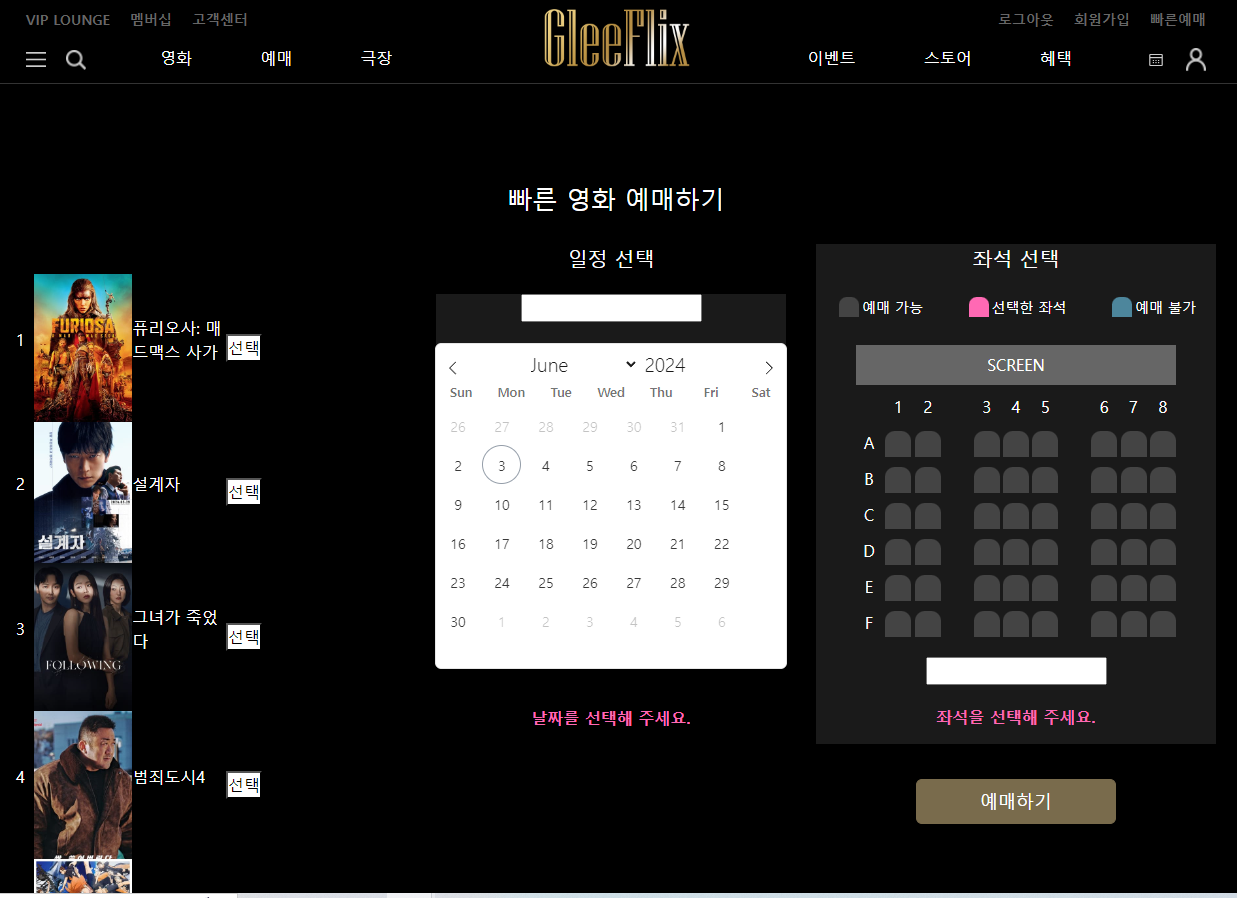 VIP LOUNGE 멤버십 고객센터
로그아웃 회원가입 빠른예매
GleeFlix
영화 예매 극장
이벤트 스토어 혜택
빠른 영화 예매하기
1
FURIOSA
퓨리오사: 매
드맥스 사가
선택
2
설계자
설계자
선택
3
FOLLOWING
그녀가 죽었
다
선택
4
범죄도시4
선택
일정 선택
June 2024
Sun Mon Tue Wed Thu Fri Sat
26 27 28 29 30 31 1
2 3 4 5 6 7 8
9 10 11 12 13 14 15
16 17 18 19 20 21 22
23 24 25 26 27 28 29
30 1 2 3 4 5 6
날짜를 선택해 주세요.
좌석 선택
예매 가능 선택한 좌석 예매 불가
SCREEN
1 2 3 4 5 6 7 8
A
B
C
D
E
F
좌석을 선택해 주세요.
예매하기